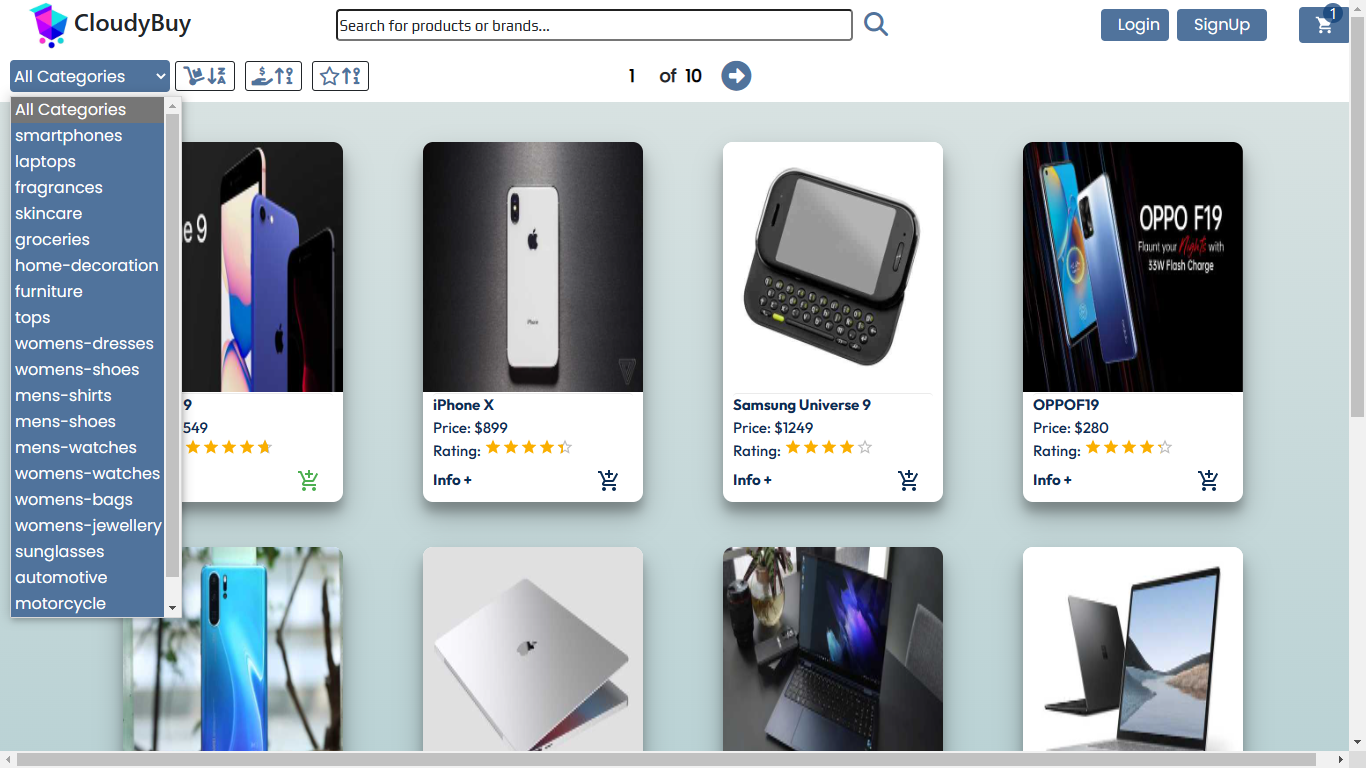 CloudyBuy
Search for products or brands...
Login
SignUp
1
All Categories
1 of 10
All Categories
smartphones
laptops
fragrances
skincare
groceries
home-decoration
furniture
tops
womens-dresses
womens-shoes
mens-shirts
mens-shoes
mens-watches
womens-watches
womens-bags
womens-jewellery
sunglasses
automotive
motorcycle
e 9
9
549
iPhone
iPhone X
Price: $899
Rating:
Info +
Samsung Universe 9
Price: $1249
Rating:
Info +
OPPO F19
Flaunt your Nights with
33W Flash Charge
OPPOF19
Price: $280
Rating:
Info +